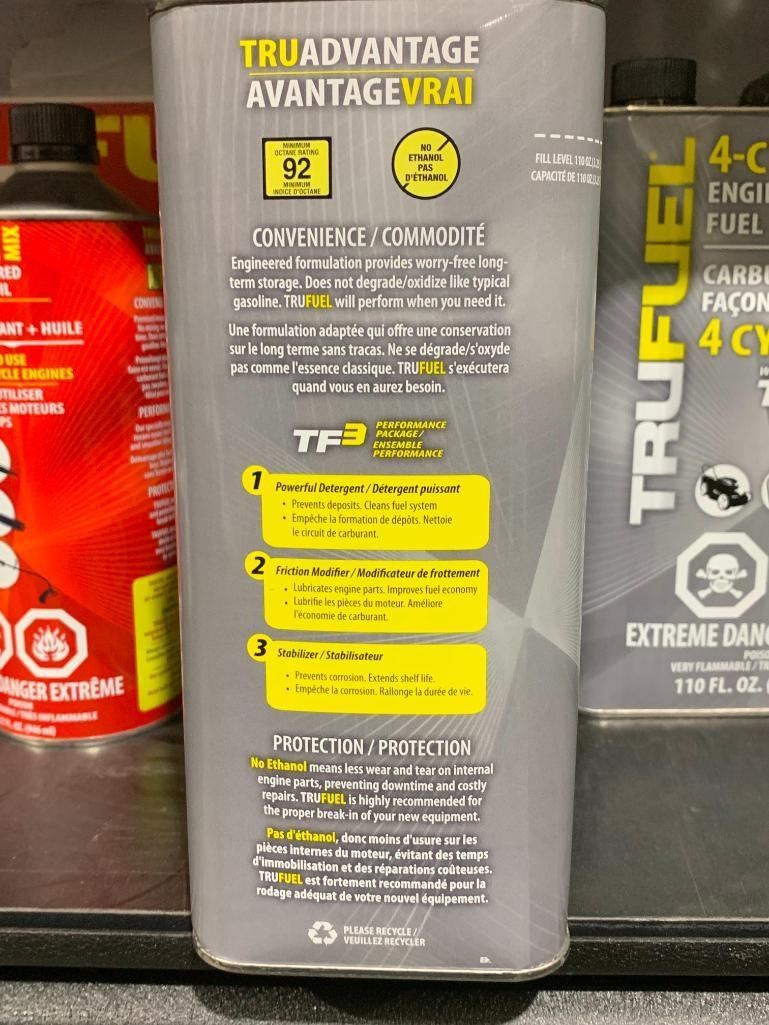 TRUADVANTAGE
AVANTAGEVRAI
MINIMUM
OCTANE RATING
92
MINIMUM
INDICE D'OCTANE
NO
ETHANOL
PAS
D'ÉTHANOL
FILL LEVEL 110 OZ.
CAPACITÉ DE 110 OZ.
CONVENIENCE / COMMODITÉ
Engineered formulation provides worry-free long-
term storage. Does not degrade/oxidize like typical
gasoline. TRUFUEL will perform when you need it.
Une formulation adaptée qui offre une conservation
sur le long terme sans tracas. Ne se dégrade/s'oxyde
pas comme l'essence classique. TRUFUEL s'exécutera
quand vous en aurez besoin.
TF3 PERFORMANCE
PACKAGE/
ENSEMBLE
PERFORMANCE
1 Powerful Detergent / Détergent puissant
• Prevents deposits. Cleans fuel system
• Empêche la formation de dépôts. Nettoie
le circuit de carburant.
2 Friction Modifier / Modificateur de frottement
• Lubricates engine parts. Improves fuel economy
• Lubrifie les pièces du moteur. Améliore
l'économie de carburant.
3 Stabilizer / Stabilisateur
• Prevents corrosion. Extends shelf life.
• Empêche la corrosion. Rallonge la durée de vie.
PROTECTION / PROTECTION
No Ethanol means less wear and tear on internal
engine parts, preventing downtime and costly
repairs. TRUFUEL is highly recommended for
the proper break-in of your new equipment.
Pas d'éthanol, donc moins d'usure sur les
pièces internes du moteur, évitant des temps
d'immobilisation et des réparations coûteuses.
TRUFUEL est fortement recommandé pour la
rodage adéquat de votre nouvel équipement.
PLEASE RECYCLE /
VEUILLEZ RECYCLER
MIX
ANT + HUILE
USE
CLE ENGINES
UTILISER
MOTEURS
DANGER EXTRÊME
TRUFUEL
4-C
ENGI
FUEL
CARBU
FAÇON
4 CY
EXTREME DAN
POIS
VERY FLAMMABLE / T
110 FL. OZ.